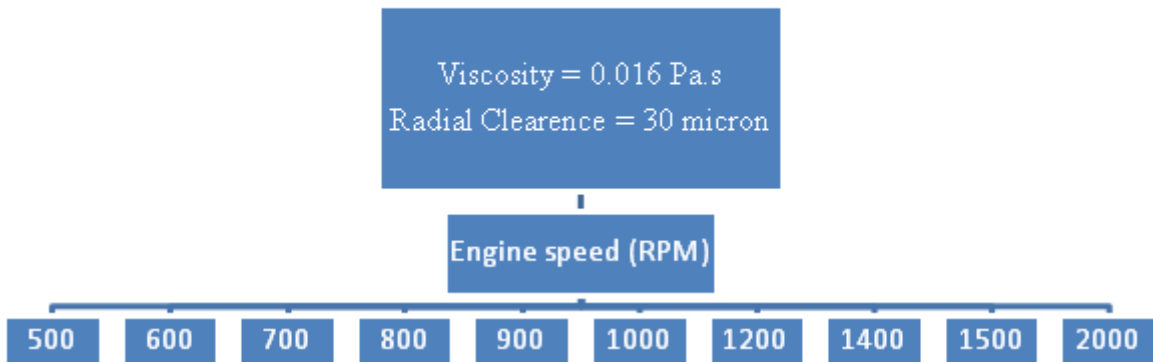 Viscosity = 0.016 Pa.s
Radial Clearence = 30 micron
Engine speed (RPM)
500 600 700 800 900 1000 1200 1400 1500 2000